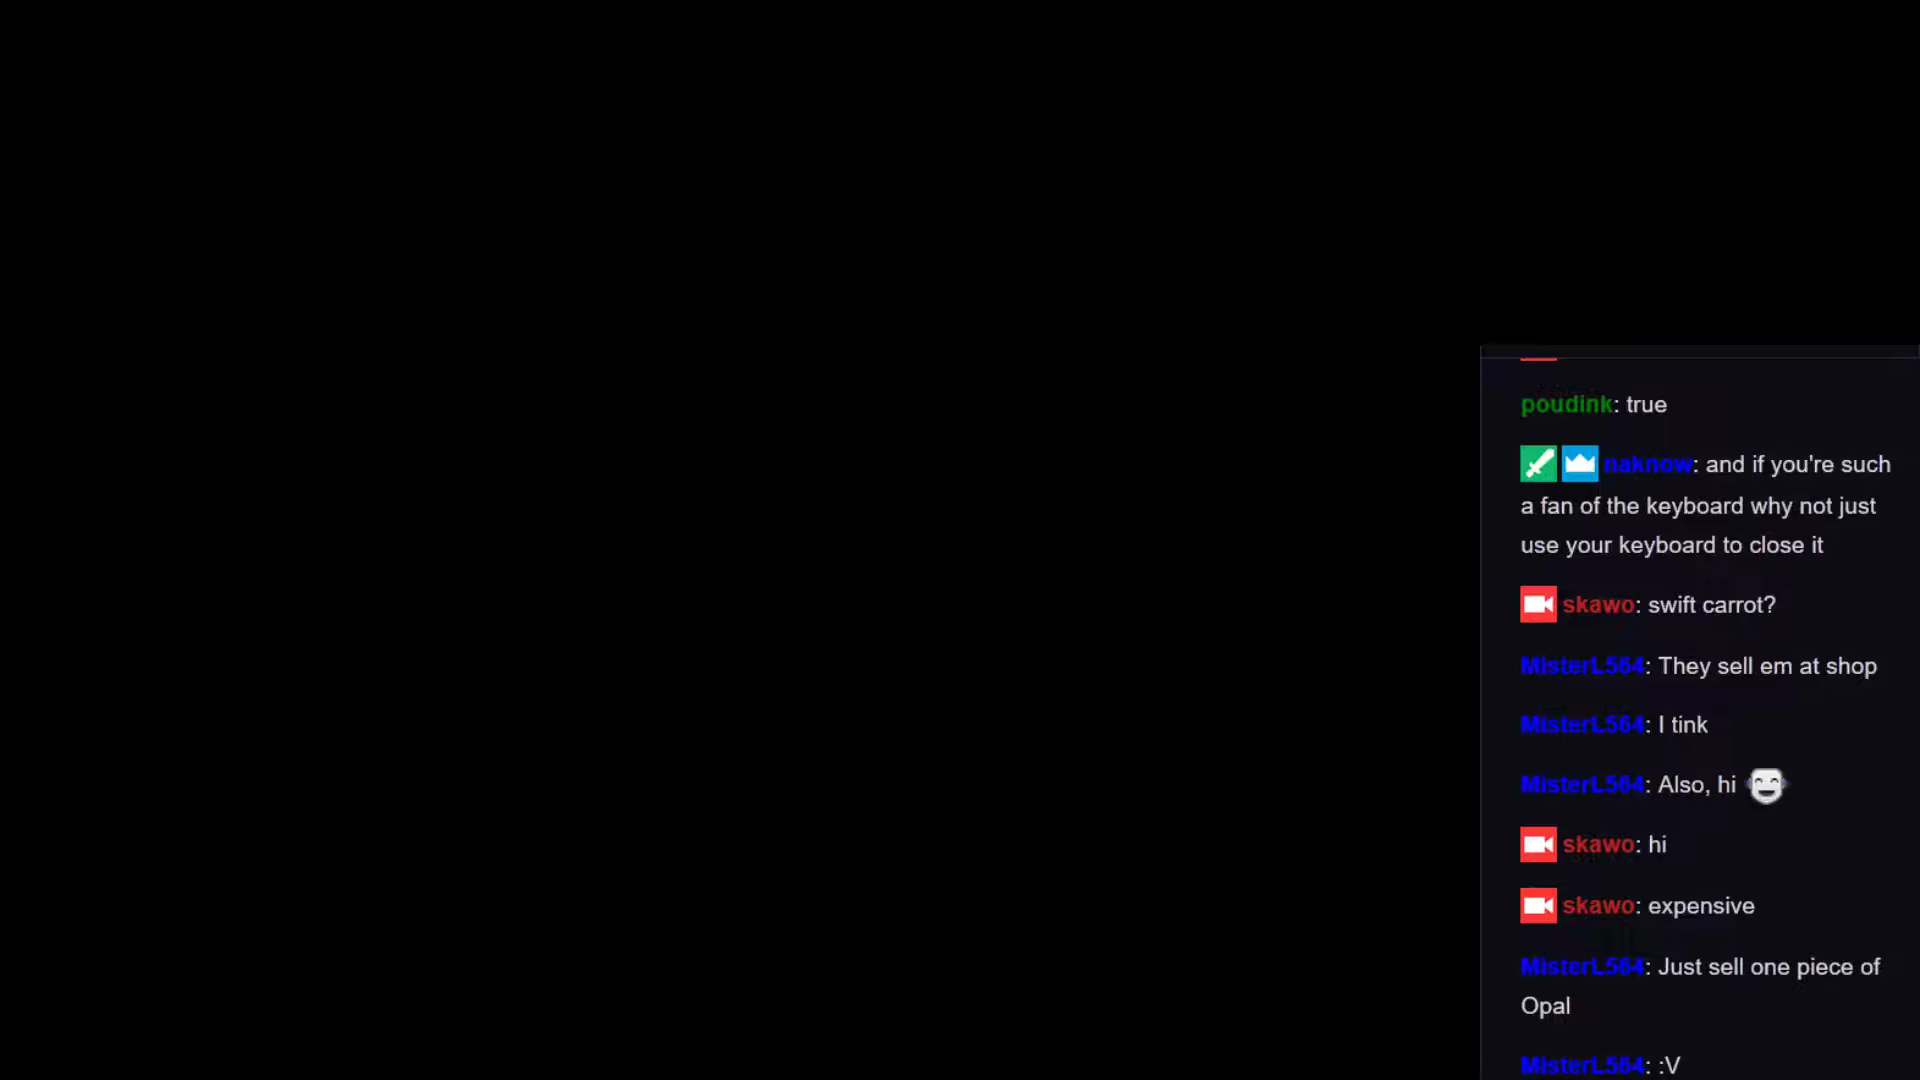 poudink: true
naknow: and if you're such
a fan of the keyboard why not just
use your keyboard to close it
skawo: swift carrot?
MisterL564: They sell em at shop
MisterL564: I tink
MisterL564: Also, hi
skawo: hi
skawo: expensive
MisterL564: Just sell one piece of
Opal
MisterL564: :V